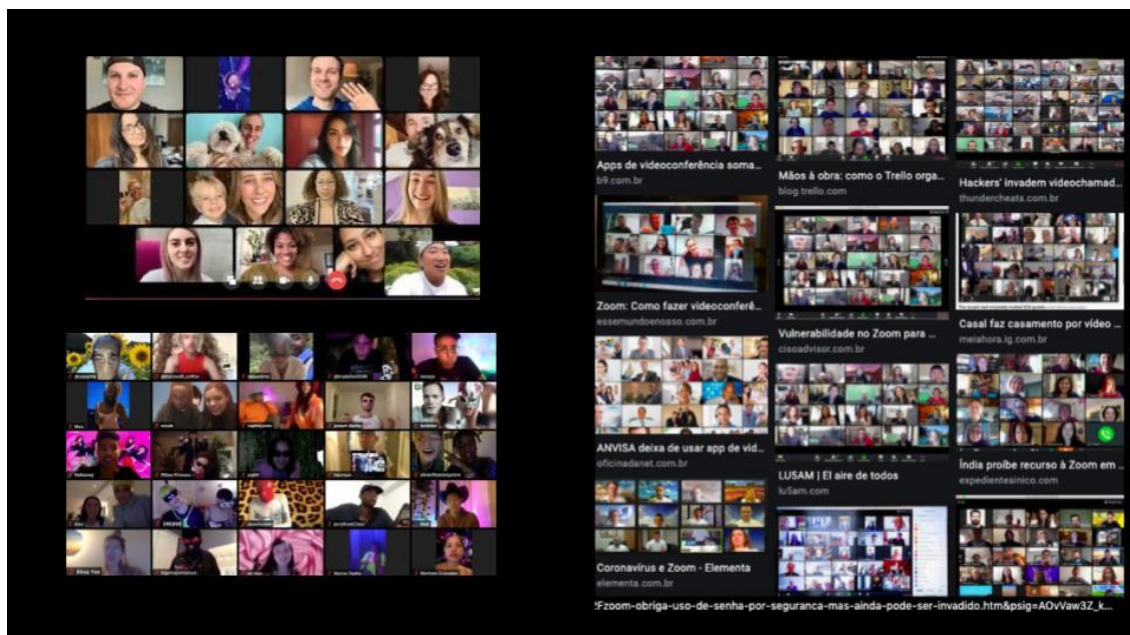 Apps de videoconferência soma...
b9.com.br
Mãos à obra: como o Trello orga...
blog.trello.com
Hackers' invadem videochamad...
thundercheats.com.br
Zoom: Como fazer videoconferê...
essemundoenosso.com.br
Vulnerabilidade no Zoom para ...
cisoadvisor.com.br
Casal faz casamento por vídeo ...
meiahora.ig.com.br
ANVISA deixa de usar app de vid...
oficinadanet.com.br
LU5AM | El aire de todos
lu5am.com
Índia proíbe recurso à Zoom em ...
expedientesinico.com
Coronavírus e Zoom - Elementa
elementa.com.br
Fzoom-obriga-uso-de-senha-por-seguranca-mas-ainda-pode-ser-invadido.htm&psig=AOvVaw3Z_k...